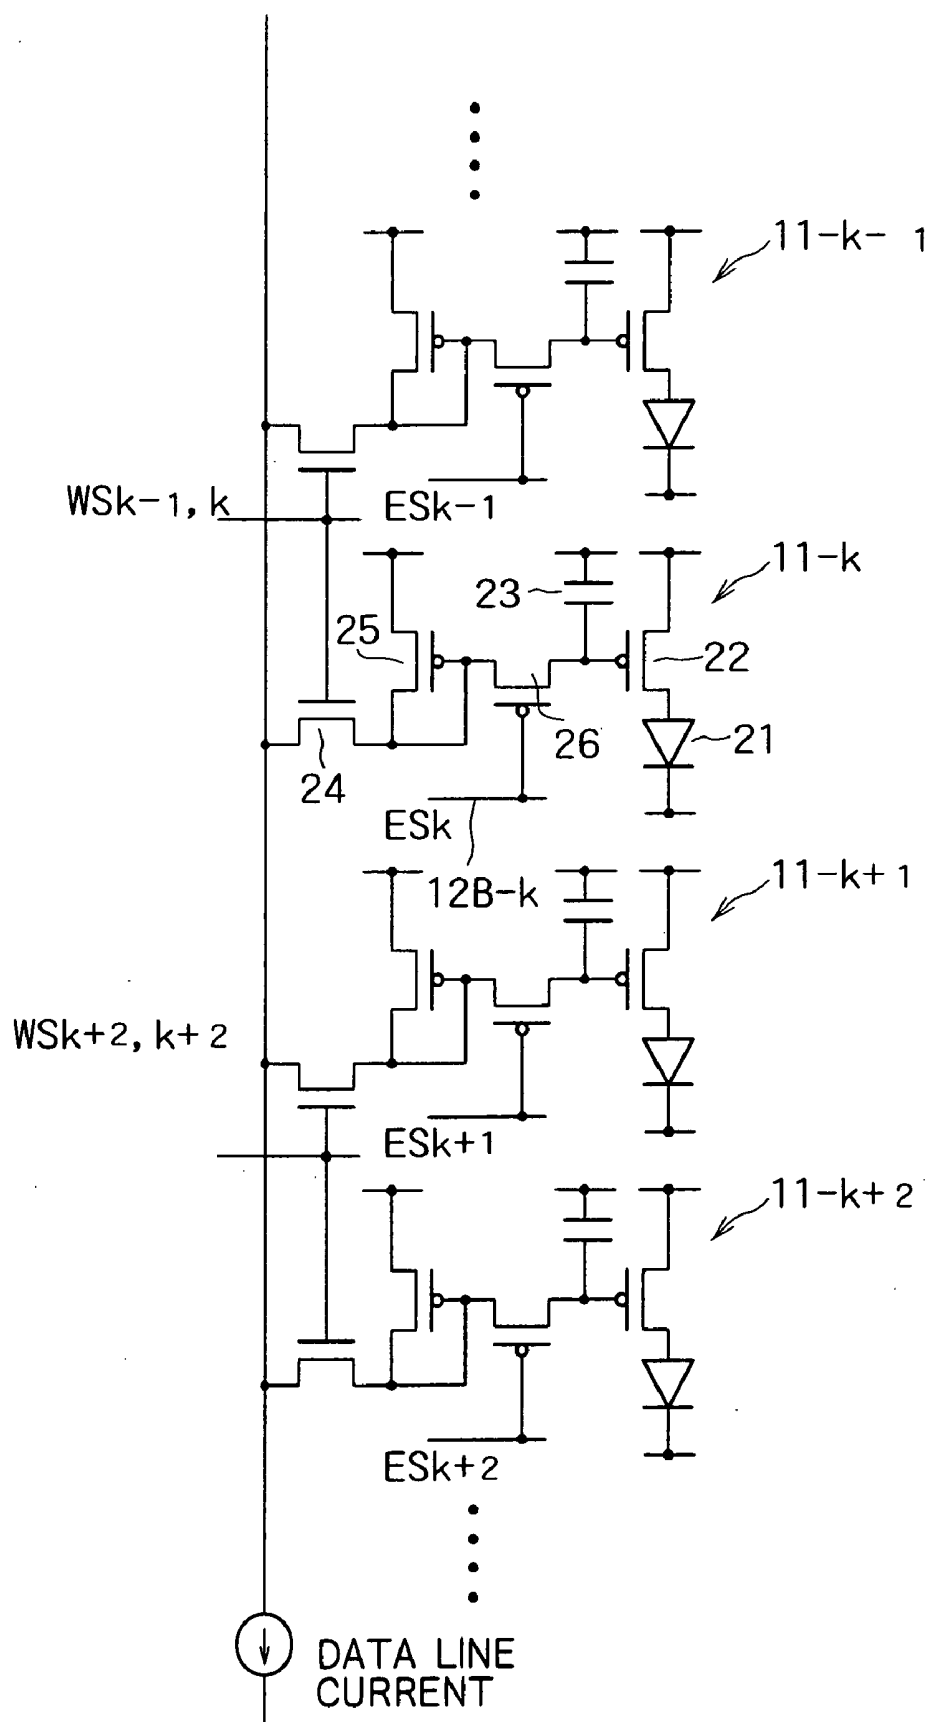 11-k-1
WSk-1, k
ESk-1
11-k
23
25
22
26
21
24
ESk
12B-k
11-k+1
WSk+2, k+2
ESk+1
11-k+2
ESk+2
DATA LINE
CURRENT